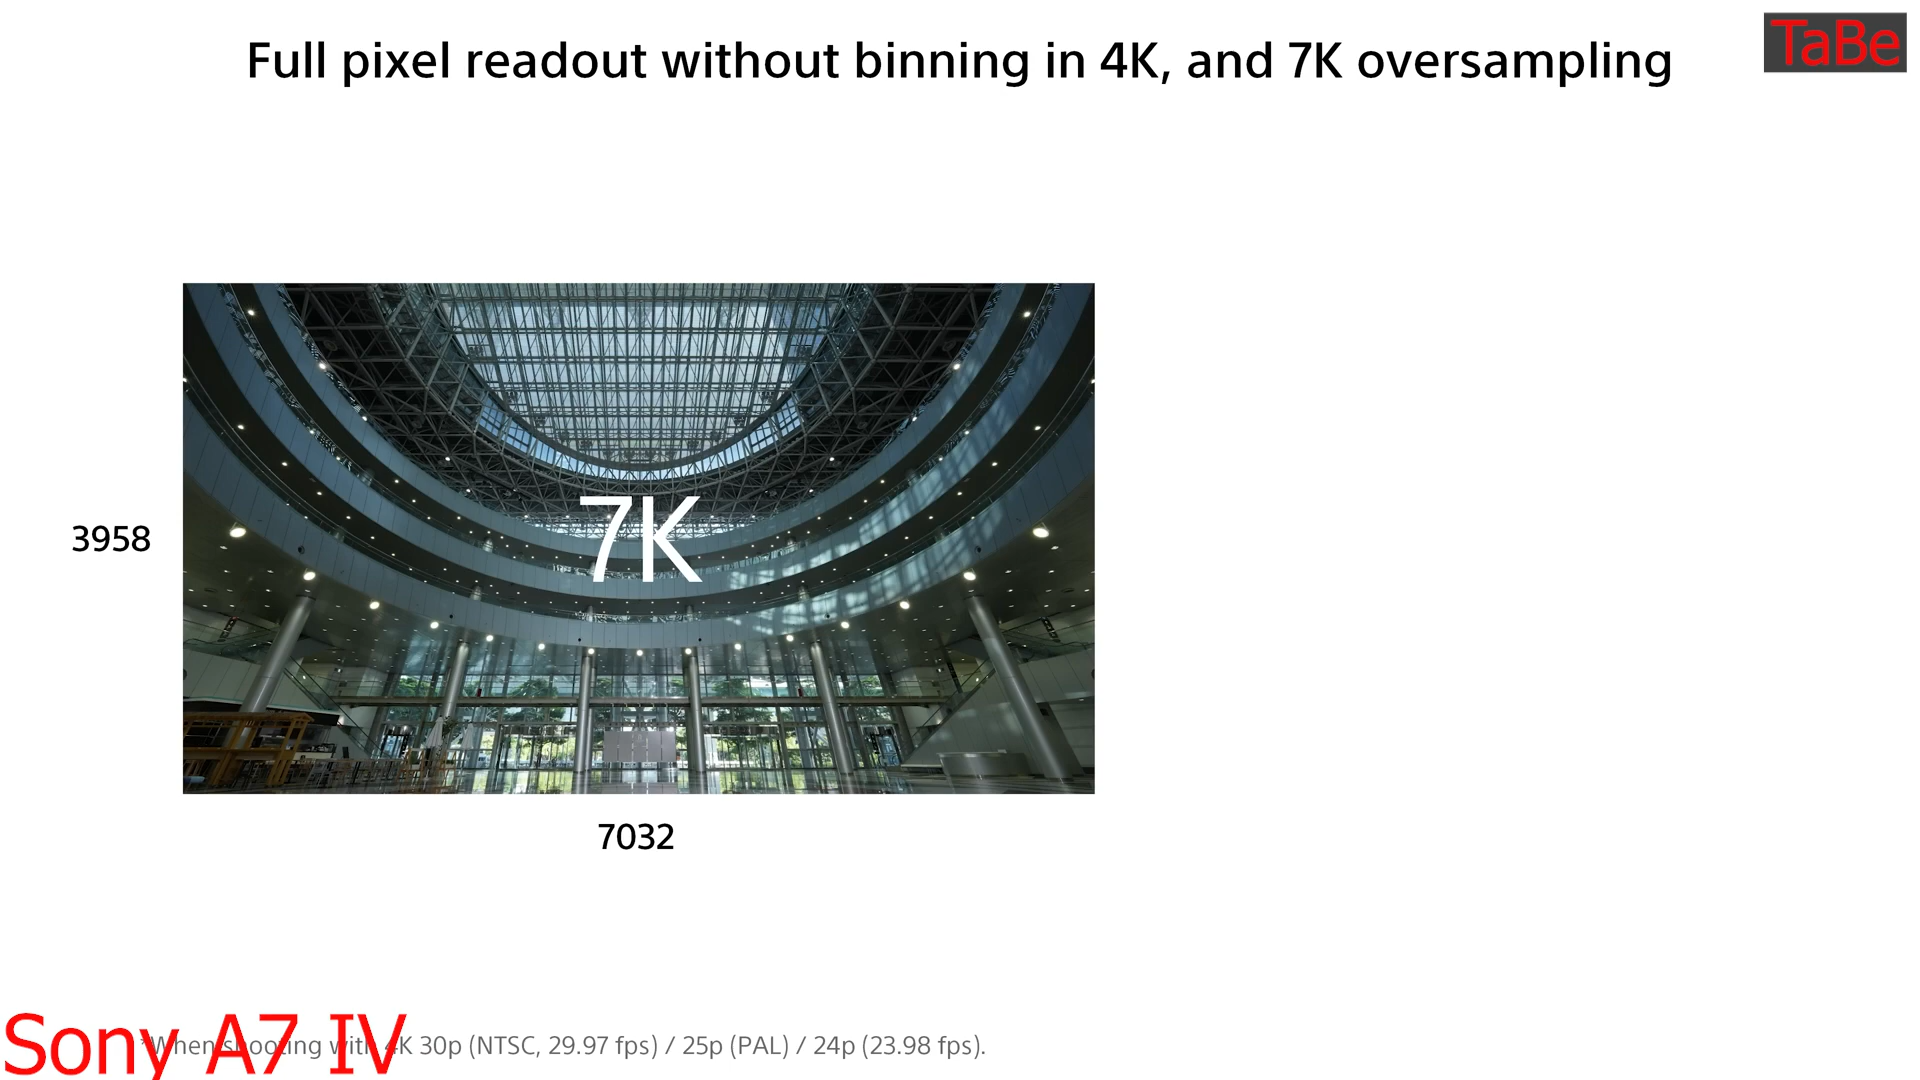 Full pixel readout without binning in 4K, and 7K oversampling
TaBe
7K
3958
7032
Sony A7 IV
*When shooting with 4K 30p (NTSC, 29.97 fps) / 25p (PAL) / 24p (23.98 fps).